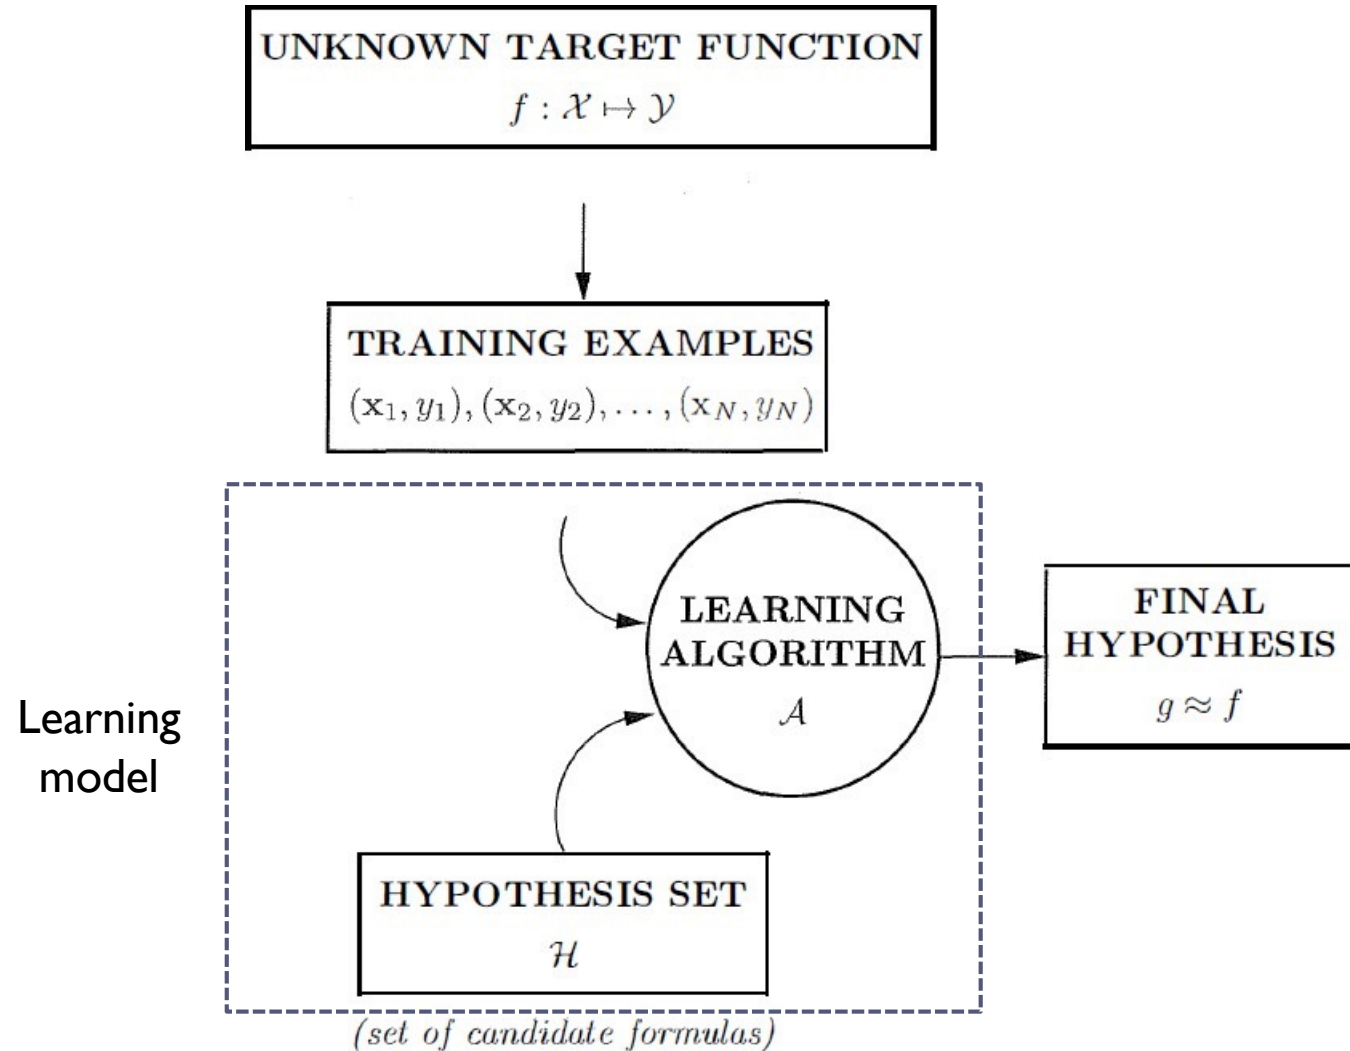 UNKNOWN TARGET FUNCTION
f : 𝒳 ↦ 𝒴
TRAINING EXAMPLES
(x₁, y₁), (x₂, y₂), . . . , (x_N, y_N)
LEARNING
ALGORITHM
𝒜
FINAL
HYPOTHESIS
g ≈ f
Learning
model
HYPOTHESIS SET
ℋ
(set of candidate formulas)